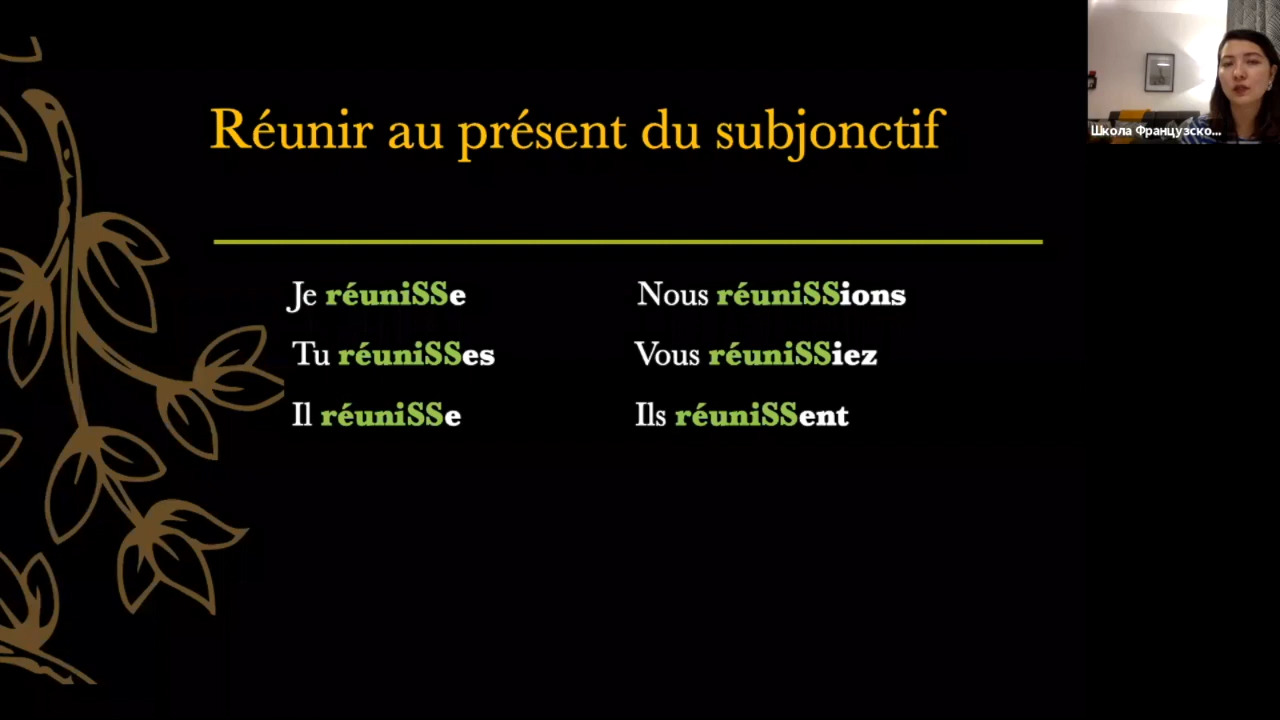 Réunir au présent du subjonctif
Школа Французско...
Je réuniSSe
Tu réuniSSes
Il réuniSSe
Nous réuniSSions
Vous réuniSSiez
Ils réuniSSent